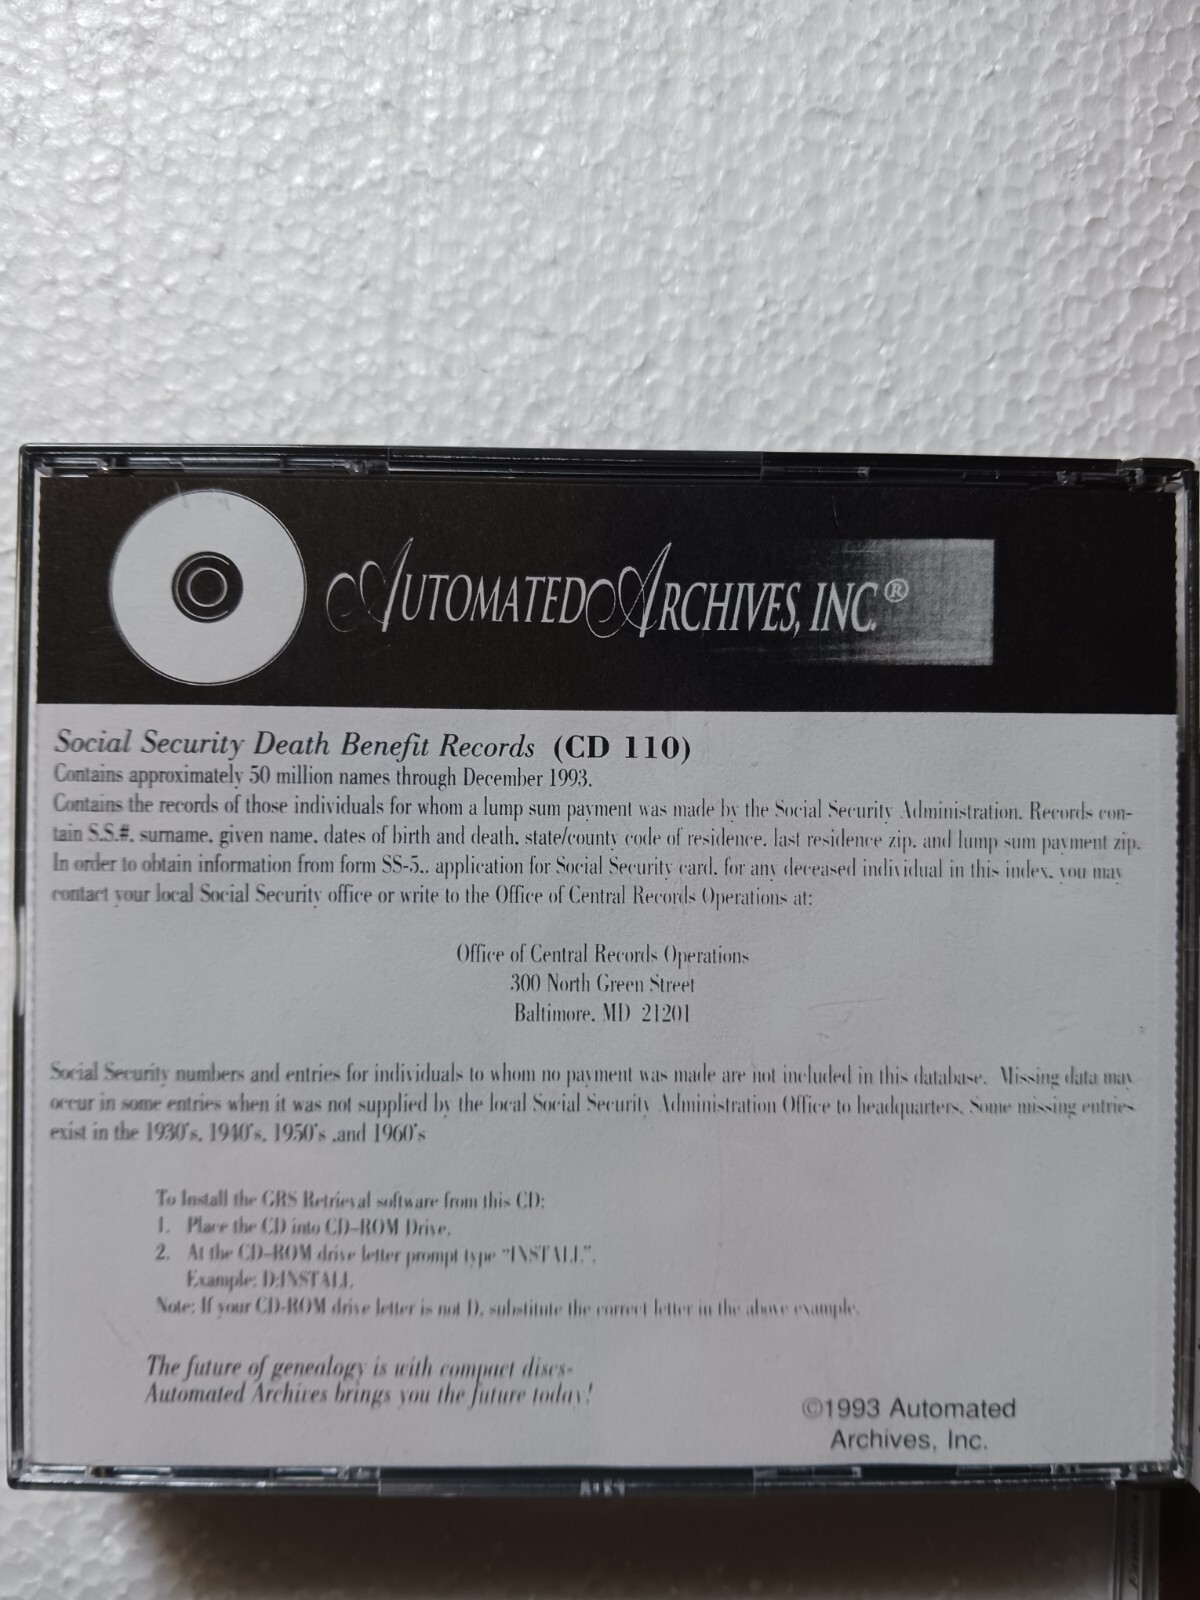 AUTOMATED ARCHIVES, INC.®
Social Security Death Benefit Records (CD 110)
Contains approximately 50 million names through December 1993.
Contains the records of those individuals for whom a lump sum payment was made by the Social Security Administration. Records con-
tain S.S.#, surname, given name, dates of birth and death, state/county code of residence, last residence zip, and lump sum payment zip.
In order to obtain information from form SS-5., application for Social Security card, for any deceased individual in this index, you may
contact your local Social Security office or write to the Office of Central Records Operations at:
Office of Central Records Operations
300 North Green Street
Baltimore, MD 21201
Social Security numbers and entries for individuals to whom no payment was made are not included in this database. Missing data may
occur in some entries when it was not supplied by the local Social Security Administration Office to headquarters. Some missing entries
exist in the 1930's, 1940's, 1950's ,and 1960's
To Install the GRS Retrieval software from this CD:
1. Place the CD into CD-ROM Drive.
2. At the CD-ROM drive letter prompt type "INSTALL".
Example: D:INSTALL
Note: If your CD-ROM drive letter is not D, substitute the correct letter in the above example.
The future of genealogy is with compact discs-
Automated Archives brings you the future today!
©1993 Automated
Archives, Inc.